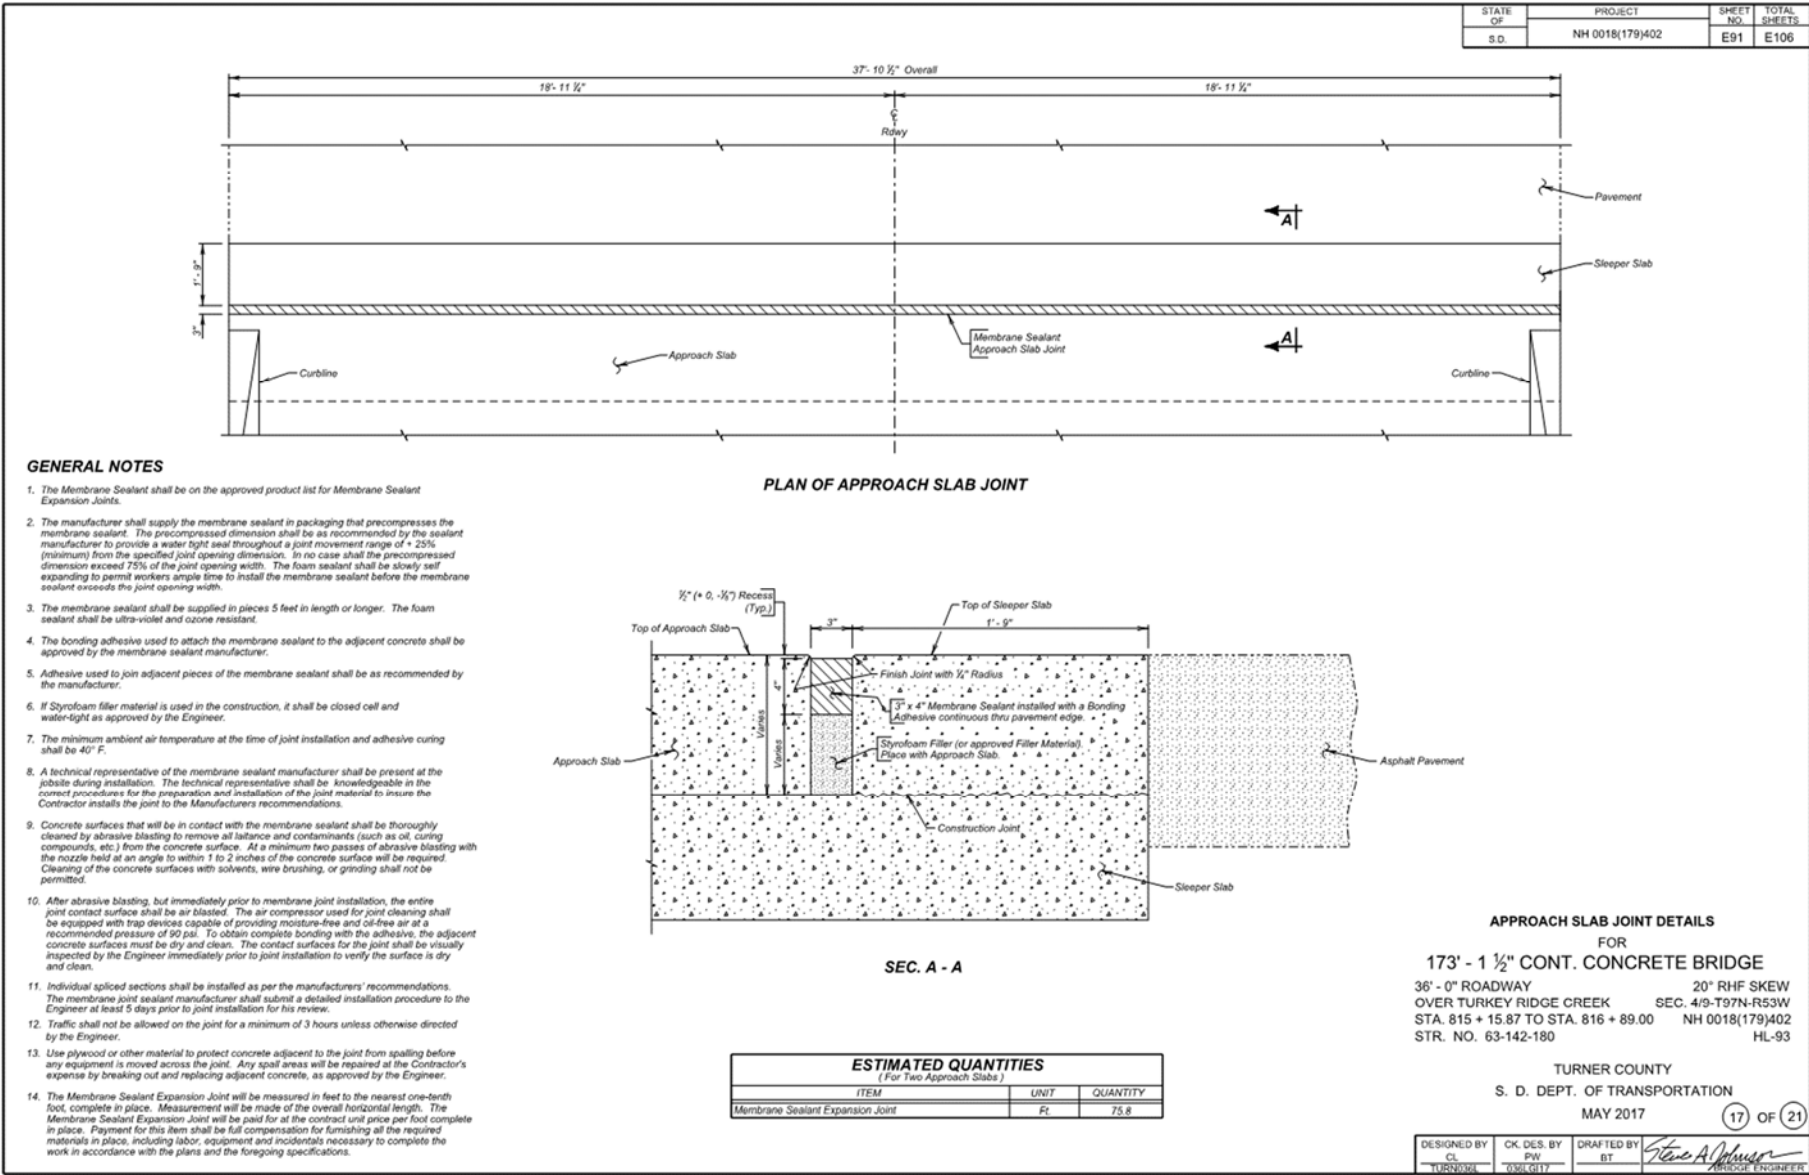 STATE OF
S.D.
PROJECT
NH 0018(179)402
SHEET NO.
E91
TOTAL SHEETS
E106
37'- 10 ½" Overall
18'- 11 ¼"
18'- 11 ¼"
℄
Rdwy
A
Pavement
1' - 9"
Sleeper Slab
3"
Membrane Sealant
Approach Slab Joint
A
Approach Slab
Curbline
Curbline
PLAN OF APPROACH SLAB JOINT
GENERAL NOTES
1. The Membrane Sealant shall be on the approved product list for Membrane Sealant
Expansion Joints.
2. The manufacturer shall supply the membrane sealant in packaging that precompresses the
membrane sealant. The precompressed dimension shall be as recommended by the sealant
manufacturer to provide a water tight seal throughout a joint movement range of + 25%
(minimum) from the specified joint opening dimension. In no case shall the precompressed
dimension exceed 75% of the joint opening width. The foam sealant shall be slowly self
expanding to permit workers ample time to install the membrane sealant before the membrane
sealant exceeds the joint opening width.
3. The membrane sealant shall be supplied in pieces 5 feet in length or longer. The foam
sealant shall be ultra-violet and ozone resistant.
4. The bonding adhesive used to attach the membrane sealant to the adjacent concrete shall be
approved by the membrane sealant manufacturer.
5. Adhesive used to join adjacent pieces of the membrane sealant shall be as recommended by
the manufacturer.
6. If Styrofoam filler material is used in the construction, it shall be closed cell and
water-tight as approved by the Engineer.
7. The minimum ambient air temperature at the time of joint installation and adhesive curing
shall be 40° F.
8. A technical representative of the membrane sealant manufacturer shall be present at the
jobsite during installation. The technical representative shall be knowledgeable in the
correct procedures for the preparation and installation of the joint material to insure the
Contractor installs the joint to the Manufacturers recommendations.
9. Concrete surfaces that will be in contact with the membrane sealant shall be thoroughly
cleaned by abrasive blasting to remove all laitance and contaminants (such as oil, curing
compounds, etc.) from the concrete surface. At a minimum two passes of abrasive blasting with
the nozzle held at an angle to within 1 to 2 inches of the concrete surface will be required.
Cleaning of the concrete surfaces with solvents, wire brushing, or grinding shall not be
permitted.
10. After abrasive blasting, but immediately prior to membrane joint installation, the entire
joint contact surface shall be air blasted. The air compressor used for joint cleaning shall
be equipped with trap devices capable of providing moisture-free and oil-free air at a
recommended pressure of 90 psi. To obtain complete bonding with the adhesive, the adjacent
concrete surfaces must be dry and clean. The contact surfaces for the joint shall be visually
inspected by the Engineer immediately prior to joint installation to verify the surface is dry
and clean.
11. Individual spliced sections shall be installed as per the manufacturers' recommendations.
The membrane joint sealant manufacturer shall submit a detailed installation procedure to the
Engineer at least 5 days prior to joint installation for his review.
12. Traffic shall not be allowed on the joint for a minimum of 3 hours unless otherwise directed
by the Engineer.
13. Use plywood or other material to protect concrete adjacent to the joint from spalling before
any equipment is moved across the joint. Any spall areas will be repaired at the Contractor's
expense by breaking out and replacing adjacent concrete, as approved by the Engineer.
14. The Membrane Sealant Expansion Joint will be measured in feet to the nearest one-tenth
foot, complete in place. Measurement will be made of the overall horizontal length. The
Membrane Sealant Expansion Joint will be paid for at the contract unit price per foot complete
in place. Payment for this item shall be full compensation for furnishing all the required
materials in place, including labor, equipment and incidentals necessary to complete the
work in accordance with the plans and the foregoing specifications.
½" (+ 0, -⅛") Recess
(Typ.)
Top of Approach Slab
3"
Top of Sleeper Slab
1' - 9"
Finish Joint with ¼" Radius
4"
3" x 4" Membrane Sealant installed with a Bonding
Adhesive continuous thru pavement edge.
Varies
Varies
Styrofoam Filler (or approved Filler Material).
Place with Approach Slab.
Approach Slab
Asphalt Pavement
Construction Joint
Sleeper Slab
SEC. A - A
ESTIMATED QUANTITIES
( For Two Approach Slabs )
ITEM UNIT QUANTITY
Membrane Sealant Expansion Joint Ft. 75.8
APPROACH SLAB JOINT DETAILS
FOR
173' - 1 ½" CONT. CONCRETE BRIDGE
36' - 0" ROADWAY 20° RHF SKEW
OVER TURKEY RIDGE CREEK SEC. 4/9-T97N-R53W
STA. 815 + 15.87 TO STA. 816 + 89.00 NH 0018(179)402
STR. NO. 63-142-180 HL-93
TURNER COUNTY
S. D. DEPT. OF TRANSPORTATION
MAY 2017
17 OF 21
DESIGNED BY
CL
TURN036L
CK. DES. BY
PW
036LGI17
DRAFTED BY
BT
Steve A Johnson
BRIDGE ENGINEER